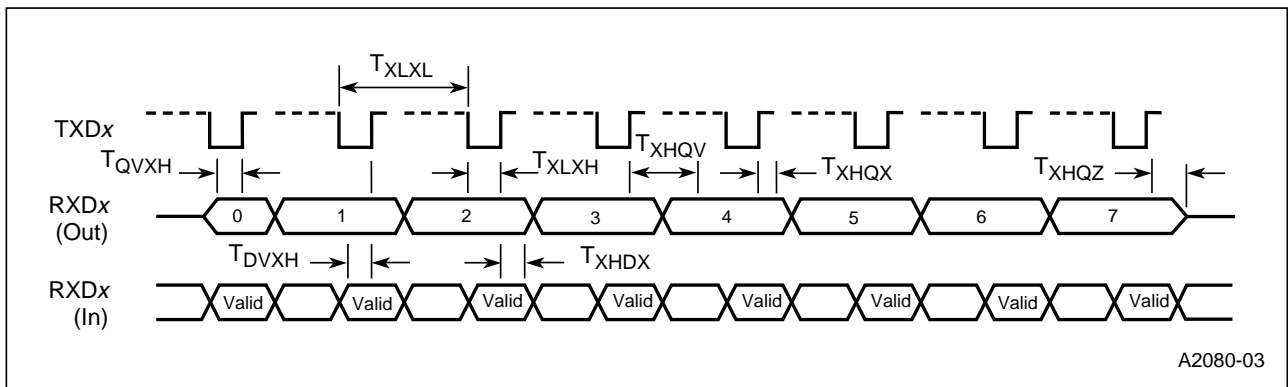 TXLXL
TXDx
TQVXH
TXLXH
TXHQV
TXHQX
TXHQZ
RXDx
(Out)
0 1 2 3 4 5 6 7
TDVXH
TXHDX
RXDx
(In)
Valid Valid Valid Valid Valid Valid Valid Valid
A2080-03